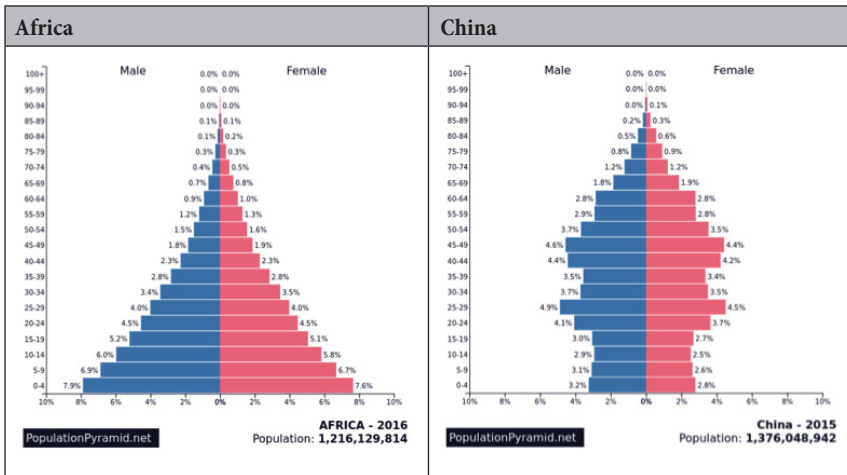 Africa
China
Male Female
100+ 0.0% 0.0%
95-99 0.0% 0.0%
90-94 0.0% 0.0%
85-89 0.1% 0.1%
80-84 0.1% 0.2%
75-79 0.3% 0.3%
70-74 0.4% 0.5%
65-69 0.7% 0.8%
60-64 0.9% 1.0%
55-59 1.2% 1.3%
50-54 1.5% 1.6%
45-49 1.8% 1.9%
40-44 2.3% 2.3%
35-39 2.8% 2.8%
30-34 3.4% 3.5%
25-29 4.0% 4.0%
20-24 4.5% 4.5%
15-19 5.2% 5.1%
10-14 6.0% 5.8%
5-9 6.9% 6.7%
0-4 7.9% 7.6%
10% 8% 6% 4% 2% 0% 2% 4% 6% 8% 10%
PopulationPyramid.net
AFRICA - 2016
Population: 1,216,129,814
Male Female
100+ 0.0% 0.0%
95-99 0.0% 0.0%
90-94 0.0% 0.1%
85-89 0.2% 0.3%
80-84 0.5% 0.6%
75-79 0.8% 0.9%
70-74 1.2% 1.2%
65-69 1.8% 1.9%
60-64 2.8% 2.8%
55-59 2.9% 2.8%
50-54 3.7% 3.5%
45-49 4.6% 4.4%
40-44 4.4% 4.2%
35-39 3.5% 3.4%
30-34 3.7% 3.5%
25-29 4.9% 4.5%
20-24 4.1% 3.7%
15-19 3.0% 2.7%
10-14 2.9% 2.5%
5-9 3.1% 2.6%
0-4 3.2% 2.8%
10% 8% 6% 4% 2% 0% 2% 4% 6% 8% 10%
PopulationPyramid.net
China - 2015
Population: 1,376,048,942